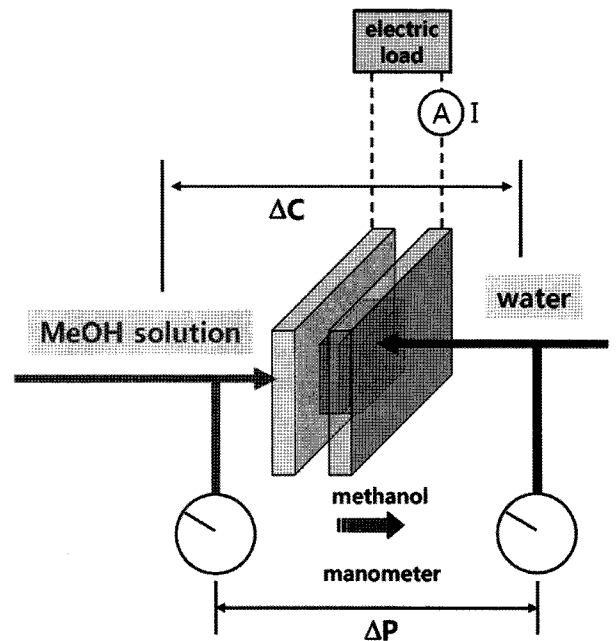 electric
load
A I
ΔC
water
MeOH solution
methanol
manometer
ΔP